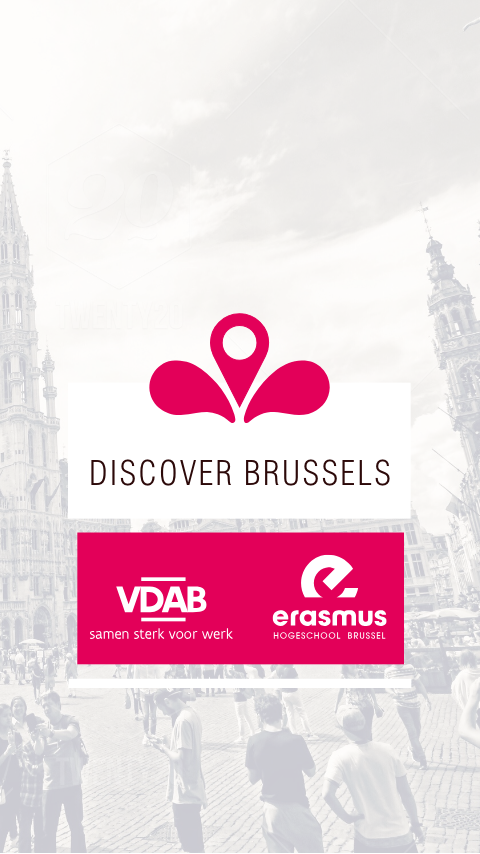 DISCOVER BRUSSELS
VDAB
samen sterk voor werk
erasmus
HOGESCHOOL BRUSSEL